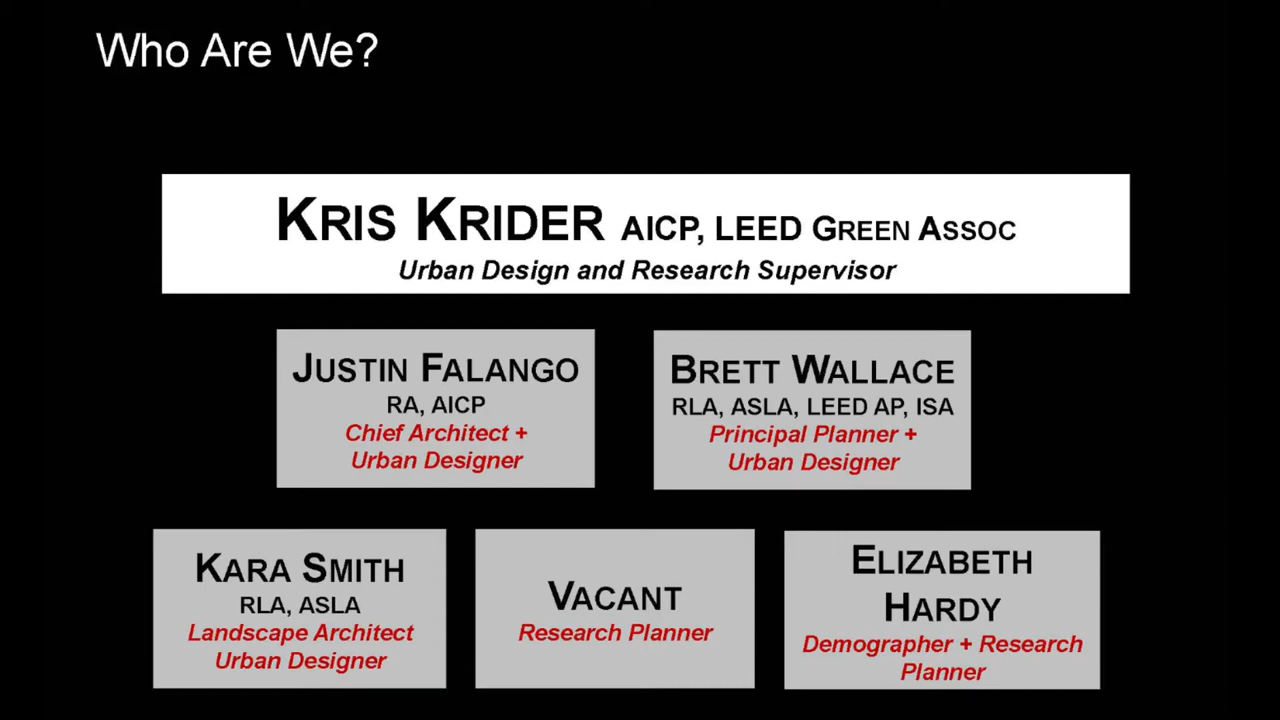 Who Are We?
KRIS KRIDER AICP, LEED GREEN ASSOC
Urban Design and Research Supervisor
JUSTIN FALANGO
RA, AICP
Chief Architect +
Urban Designer
BRETT WALLACE
RLA, ASLA, LEED AP, ISA
Principal Planner +
Urban Designer
KARA SMITH
RLA, ASLA
Landscape Architect
Urban Designer
VACANT
Research Planner
ELIZABETH
HARDY
Demographer + Research
Planner